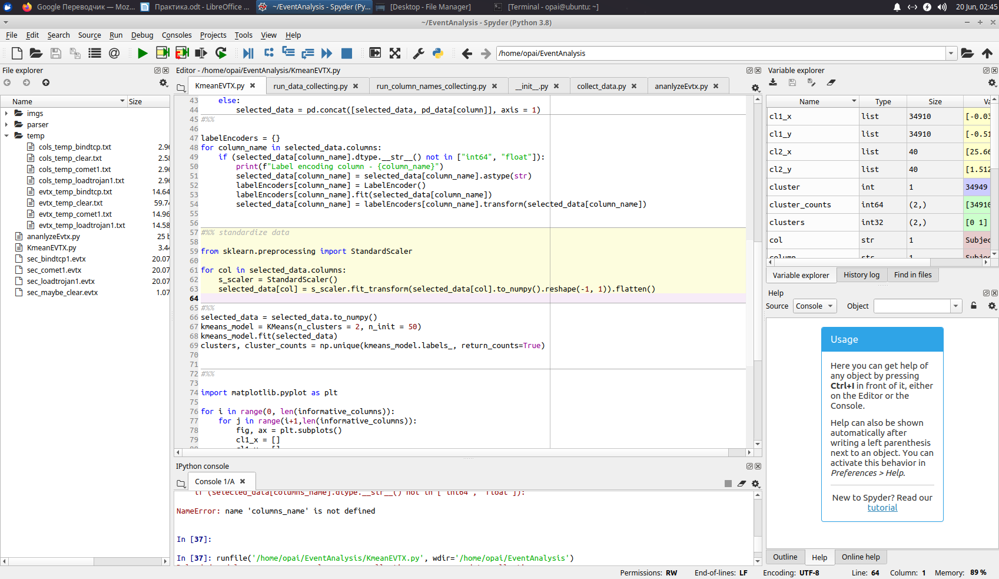 Google Переводчик — Moz...
Практика.odt - LibreOffice ...
~/EventAnalysis - Spyder (Py...
[Desktop - File Manager]
[Terminal - opai@ubuntu: ~]
20 Jun, 02:45
~/EventAnalysis - Spyder (Python 3.8)
File Edit Search Source Run Debug Consoles Projects Tools View Help
/home/opai/EventAnalysis
File explorer
Name Size
imgs
parser
temp
cols_temp_bindtcp.txt 2.96
cols_temp_clear.txt 2.58
cols_temp_comet1.txt 2.96
cols_temp_loadtrojan1.txt 2.96
evtx_temp_bindtcp.txt 14.64
evtx_temp_clear.txt 59.74
evtx_temp_comet1.txt 14.96
evtx_temp_loadtrojan1.txt 14.58
ananlyzeEvtx.py 25 b
KmeanEVTX.py 3.44
sec_bindtcp1.evtx 20.07
sec_comet1.evtx 20.07
sec_loadtrojan1.evtx 20.07
sec_maybe_clear.evtx 1.07
Editor - /home/opai/EventAnalysis/KmeanEVTX.py
KmeanEVTX.py run_data_collecting.py run_column_names_collecting.py __init__.py collect_data.py ananlyzeEvtx.py
43 else:
44 selected_data = pd.concat([selected_data, pd_data[column]], axis = 1)
45 #%%
46
47 labelEncoders = {}
48 for column_name in selected_data.columns:
49 if (selected_data[column_name].dtype.__str__() not in ["int64", "float"]):
50 print(f"Label encoding column - {column_name}")
51 selected_data[column_name] = selected_data[column_name].astype(str)
52 labelEncoders[column_name] = LabelEncoder()
53 labelEncoders[column_name].fit(selected_data[column_name])
54 selected_data[column_name] = labelEncoders[column_name].transform(selected_data[column_name])
55
56
57 #%% standardize data
58
59 from sklearn.preprocessing import StandardScaler
60
61 for col in selected_data.columns:
62 s_scaler = StandardScaler()
63 selected_data[col] = s_scaler.fit_transform(selected_data[col].to_numpy().reshape(-1, 1)).flatten()
64
65 #%%
66 selected_data = selected_data.to_numpy()
67 kmeans_model = KMeans(n_clusters = 2, n_init = 50)
68 kmeans_model.fit(selected_data)
69 clusters, cluster_counts = np.unique(kmeans_model.labels_, return_counts=True)
70
71
72 #%%
73
74 import matplotlib.pyplot as plt
75
76 for i in range(0, len(informative_columns)):
77 for j in range(i+1,len(informative_columns)):
78 fig, ax = plt.subplots()
79 cl1_x = []
IPython console
Console 1/A
if (selected_data[columns_name].dtype.__str__() not in ["int64", "float"]):
NameError: name 'columns_name' is not defined
In [37]:
In [37]: runfile('/home/opai/EventAnalysis/KmeanEVTX.py', wdir='/home/opai/EventAnalysis')
Variable explorer
Name Type Size Va
cl1_x list 34910 [-0.03
cl1_y list 34910 [-0.51
cl2_x list 40 [25.66
cl2_y list 40 [1.512
cluster int 1 34949
cluster_counts int64 (2,) [34910
clusters int32 (2,) [0 1]
col str 1 Subjec
column str 1 Subjec
Variable explorer History log Find in files
Help
Source Console Object
Usage
Here you can get help of
any object by pressing
Ctrl+I in front of it, either
on the Editor or the
Console.
Help can also be shown
automatically after
writing a left parenthesis
next to an object. You can
activate this behavior in
Preferences > Help.
New to Spyder? Read our
tutorial
Outline Help Online help
Permissions: RW End-of-lines: LF Encoding: UTF-8 Line: 64 Column: 1 Memory: 89 %